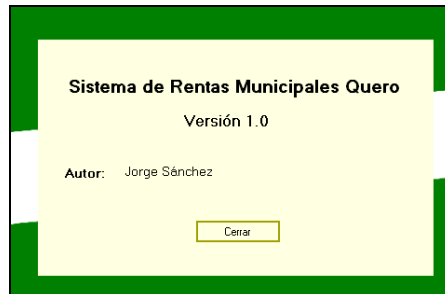 Sistema de Rentas Municipales Quero
Versión 1.0
Autor: Jorge Sánchez
Cerrar